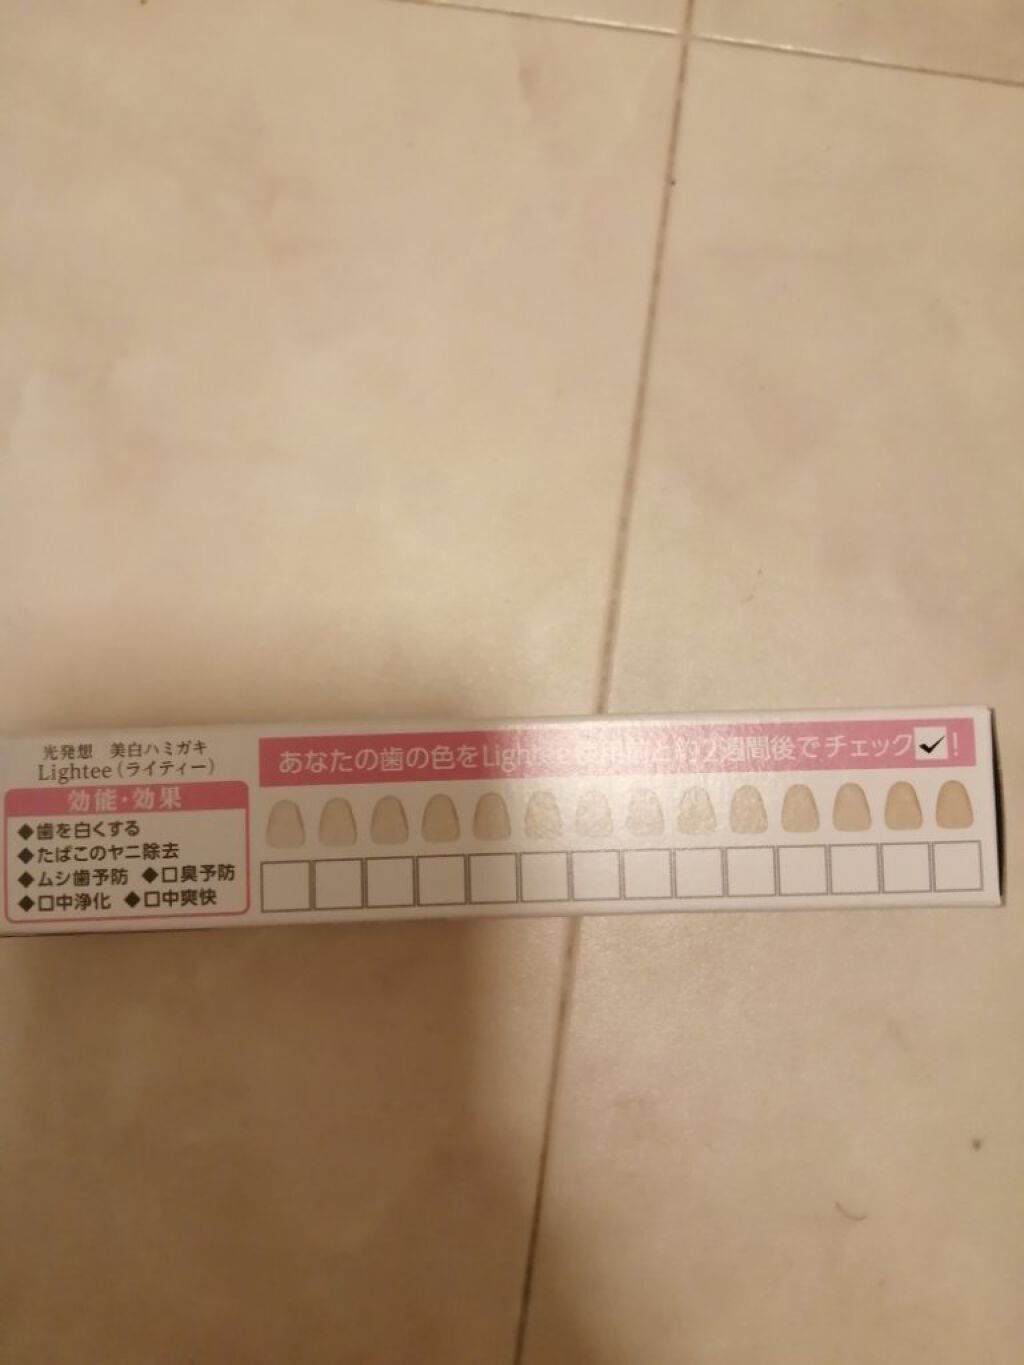 光発想 美白ハミガキ
Lightee(ライティー)
効能・効果
◆歯を白くする
◆たばこのヤニ除去
◆ムシ歯予防 ◆口臭予防
◆口中浄化 ◆口中爽快
あなたの歯の色をLightee 前と約2週間後でチェック!